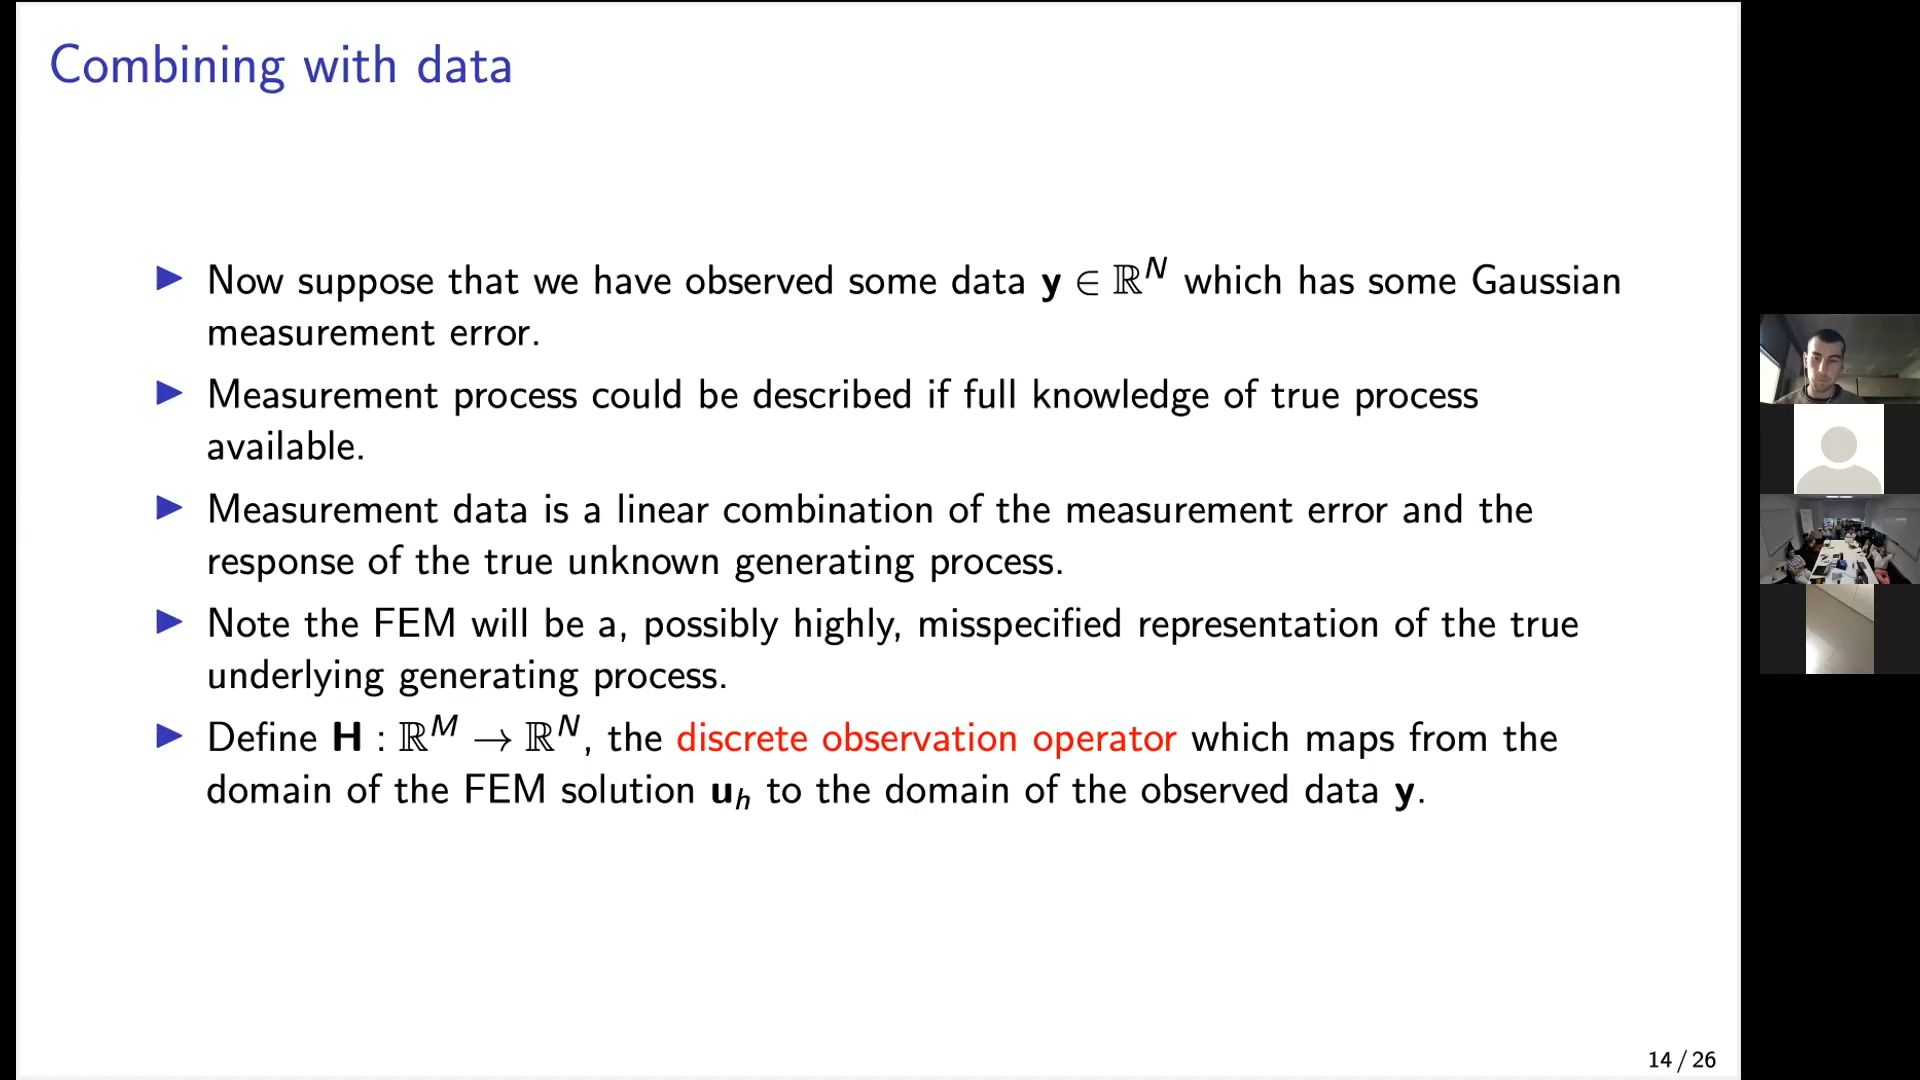 Combining with data
▶ Now suppose that we have observed some data y ∈ ℝᴺ which has some Gaussian
measurement error.
▶ Measurement process could be described if full knowledge of true process
available.
▶ Measurement data is a linear combination of the measurement error and the
response of the true unknown generating process.
▶ Note the FEM will be a, possibly highly, misspecified representation of the true
underlying generating process.
▶ Define H : ℝᴹ → ℝᴺ, the discrete observation operator which maps from the
domain of the FEM solution uₕ to the domain of the observed data y.
14 / 26